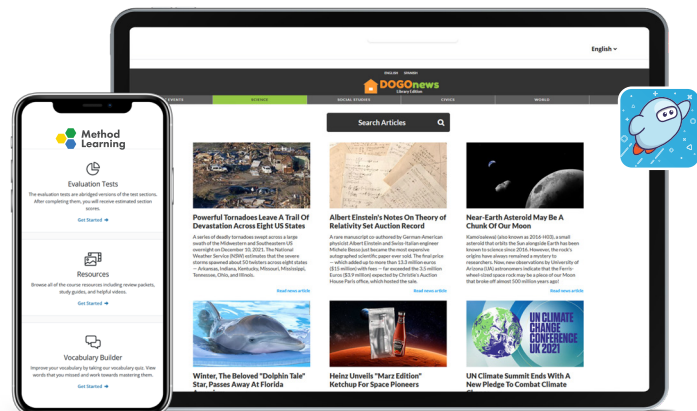 English
ENGLISH SPANISH
DOGOnews
Library Edition
EVENTS SCIENCE SOCIAL STUDIES CIVICS WORLD
Search Articles
Powerful Tornadoes Leave A Trail Of
Devastation Across Eight US States
A series of deadly tornadoes swept across a large
swath of the Midwestern and Southeastern US
overnight on December 10, 2021. The National
Weather Service (NSW) estimates that the severe
storms spawned about 50 twisters across eight states
— Arkansas, Indiana, Kentucky, Missouri, Mississippi,
Tennessee, Ohio, and Illinois.
Read news article
Albert Einstein's Notes On Theory of
Relativity Set Auction Record
A rare manuscript co-authored by German-American
physicist Albert Einstein and Swiss-Italian engineer
Michele Besso just became the most expensive
autographed scientific paper ever sold. The final price
— which added up to more than 13.3 million euros
($15 million) with fees — far exceeded the 3.5 million
Euros ($3.9 million) expected by Christie's Auction
House Paris office, which hosted the sale.
Read news article
Near-Earth Asteroid May Be A
Chunk Of Our Moon
Kamo'oalewa (also known as 2016-HO3), a small
asteroid that orbits the Sun alongside Earth has been
known to science since 2016. However, the rock's
origins have always remained a mystery to
researchers. Now, new observations by University of
Arizona (UA) astronomers indicate that the Ferris-
wheel-sized space rock may be a piece of our Moon
that broke off almost 500 million years ago!
Read news article
UN CLIMATE
CHANGE
CONFERENCE
UK 2021
Winter, The Beloved "Dolphin Tale"
Star, Passes Away At Florida
Heinz Unveils "Marz Edition"
Ketchup For Space Pioneers
UN Climate Summit Ends With A
New Pledge To Combat Climate
Method
Learning
Evaluation Tests
The evaluation tests are abridged versions of the test sections.
After completing them, you will receive estimated section
scores.
Get Started
Resources
Browse all of the course resources including review packets,
study guides, and helpful videos.
Get Started
Vocabulary Builder
Improve your vocabulary by taking our vocabulary quiz. View
words that you missed and work towards mastering them.
Get Started